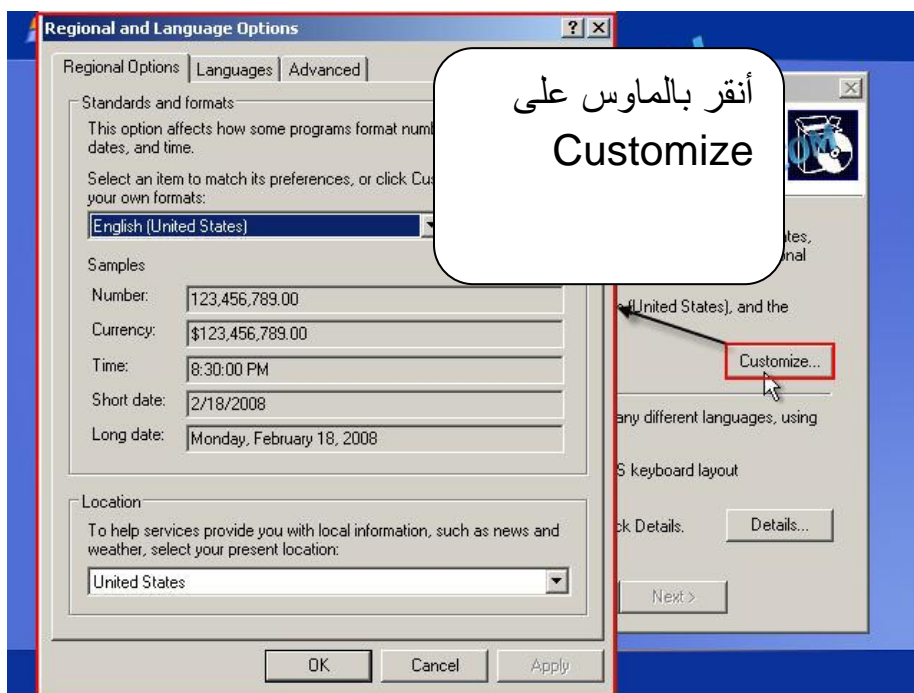 Regional and Language Options
Regional Options
Languages
Advanced
أنقر بالماوس على
Customize
Standards and formats
This option affects how some programs format
dates, and time.
Select an item to match its preferences, or click
your own formats:
English (United States)
Samples
Number:
123,456,789.00
Currency:
$123,456,789.00
Time:
8:30:00 PM
Short date:
2/18/2008
Long date:
Monday, February 18, 2008
Location
To help services provide you with local information, such as news and
weather, select your present location:
United States
OK
Cancel
Apply
(United States), and the
Customize...
any different languages, using
keyboard layout
Details.
Details...
Next >